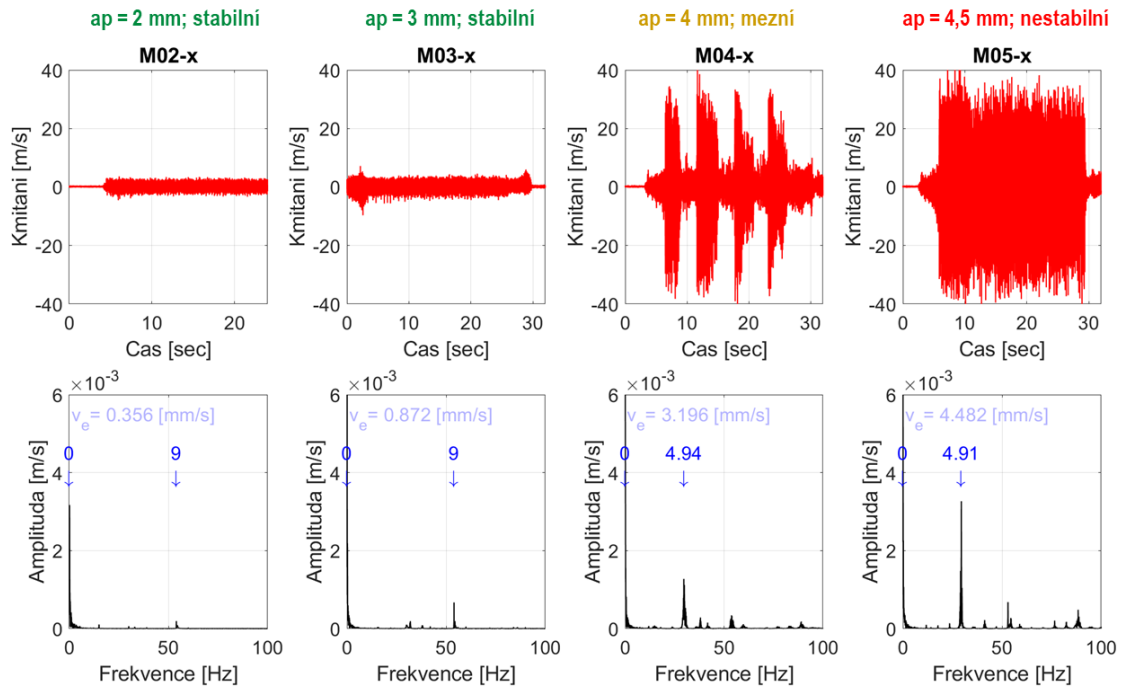 ap = 2 mm; stabilní
ap = 3 mm; stabilní
ap = 4 mm; mezní
ap = 4,5 mm; nestabilní
M02-x
40
20
0
-20
-40
Kmitani [m/s]
0 10 20
Cas [sec]
M03-x
40
20
0
-20
-40
Kmitani [m/s]
0 10 20 30
Cas [sec]
M04-x
40
20
0
-20
-40
Kmitani [m/s]
0 10 20 30
Cas [sec]
M05-x
40
20
0
-20
-40
Kmitani [m/s]
0 10 20 30
Cas [sec]
×10⁻³
6
4
2
0
Amplituda [m/s]
vₑ= 0.356 [mm/s]
0 9
↓ ↓
0 50 100
Frekvence [Hz]
×10⁻³
6
4
2
0
Amplituda [m/s]
vₑ= 0.872 [mm/s]
0 9
↓ ↓
0 50 100
Frekvence [Hz]
×10⁻³
6
4
2
0
Amplituda [m/s]
vₑ= 3.196 [mm/s]
0 4.94
↓ ↓
0 50 100
Frekvence [Hz]
×10⁻³
6
4
2
0
Amplituda [m/s]
vₑ= 4.482 [mm/s]
0 4.91
↓ ↓
0 50 100
Frekvence [Hz]